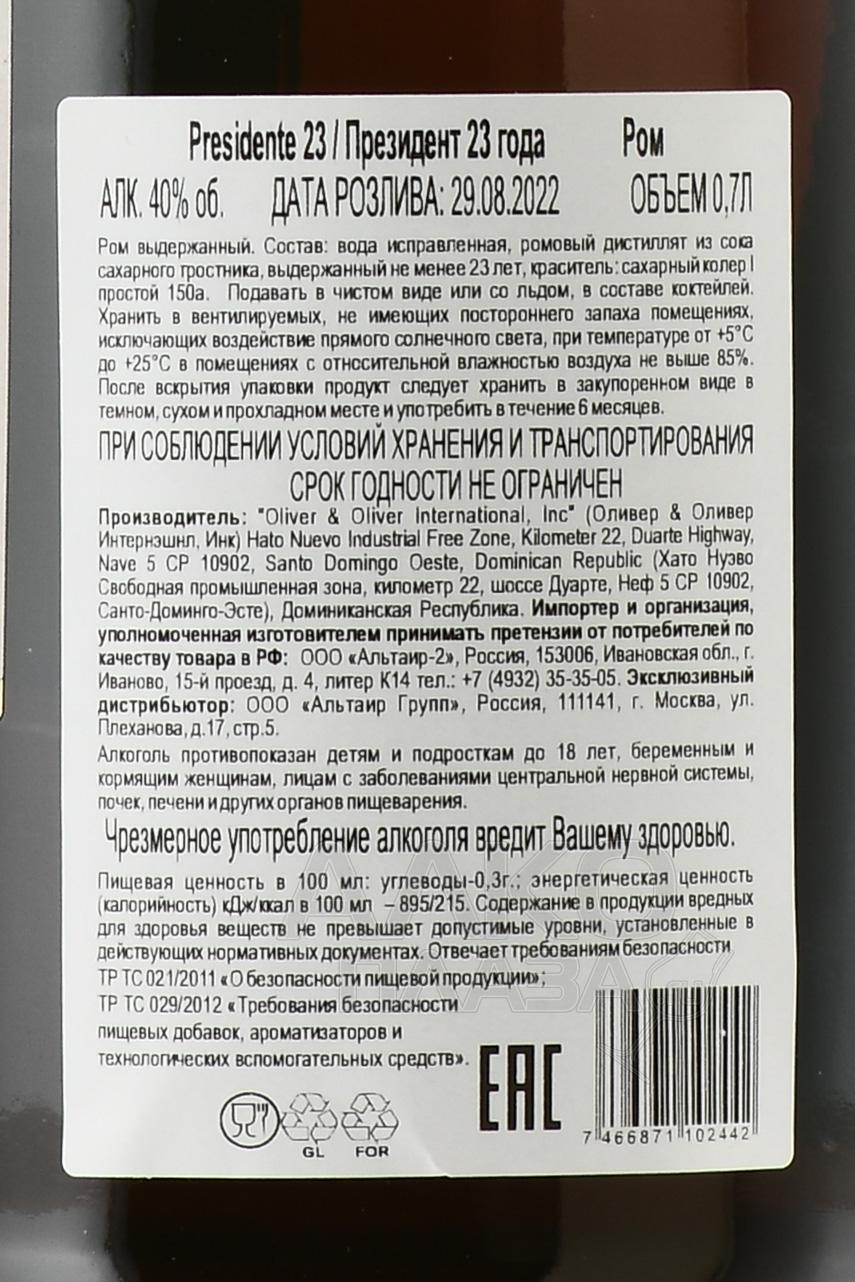 Presidente 23 / Президент 23 года Ром
АЛК. 40% об. ДАТА РОЗЛИВА: 29.08.2022 ОБЪЕМ 0,7Л
Ром выдержанный. Состав: вода исправленная, ромовый дистиллят из сока
сахарного тростника, выдержанный не менее 23 лет, краситель: сахарный колер I
простой 150а. Подавать в чистом виде или со льдом, в составе коктейлей.
Хранить в вентилируемых, не имеющих постороннего запаха помещениях,
исключающих воздействие прямого солнечного света, при температуре от +5°С
до +25°С в помещениях с относительной влажностью воздуха не выше 85%.
После вскрытия упаковки продукт следует хранить в закупоренном виде в
темном, сухом и прохладном месте и употребить в течение 6 месяцев.
ПРИ СОБЛЮДЕНИИ УСЛОВИЙ ХРАНЕНИЯ И ТРАНСПОРТИРОВАНИЯ
СРОК ГОДНОСТИ НЕ ОГРАНИЧЕН
Производитель: "Oliver & Oliver International, Inc" (Оливер & Оливер
Интернэшнл, Инк) Hato Nuevo Industrial Free Zone, Kilometer 22, Duarte Highway,
Nave 5 CP 10902, Santo Domingo Oeste, Dominican Republic (Хато Нуэво
Свободная промышленная зона, километр 22, шоссе Дуарте, Неф 5 СР 10902,
Санто-Доминго-Эсте), Доминиканская Республика. Импортер и организация,
уполномоченная изготовителем принимать претензии от потребителей по
качеству товара в РФ: ООО «Альтаир-2», Россия, 153006, Ивановская обл., г.
Иваново, 15-й проезд, д. 4, литер К14 тел.: +7 (4932) 35-35-05. Эксклюзивный
дистрибьютор: ООО «Альтаир Групп», Россия, 111141, г. Москва, ул.
Плеханова, д.17, стр.5.
Алкоголь противопоказан детям и подросткам до 18 лет, беременным и
кормящим женщинам, лицам с заболеваниями центральной нервной системы,
почек, печени и других органов пищеварения.
Чрезмерное употребление алкоголя вредит Вашему здоровью.
Пищевая ценность в 100 мл: углеводы-0,3г.; энергетическая ценность
(калорийность) кДж/ккал в 100 мл – 895/215. Содержание в продукции вредных
для здоровья веществ не превышает допустимые уровни, установленные в
действующих нормативных документах. Отвечает требованиям безопасности
ТР ТС 021/2011 «О безопасности пищевой продукции»;
ТР ТС 029/2012 «Требования безопасности
пищевых добавок, ароматизаторов и
технологических вспомогательных средств».
EAC
7 466871 102442
GL FOR